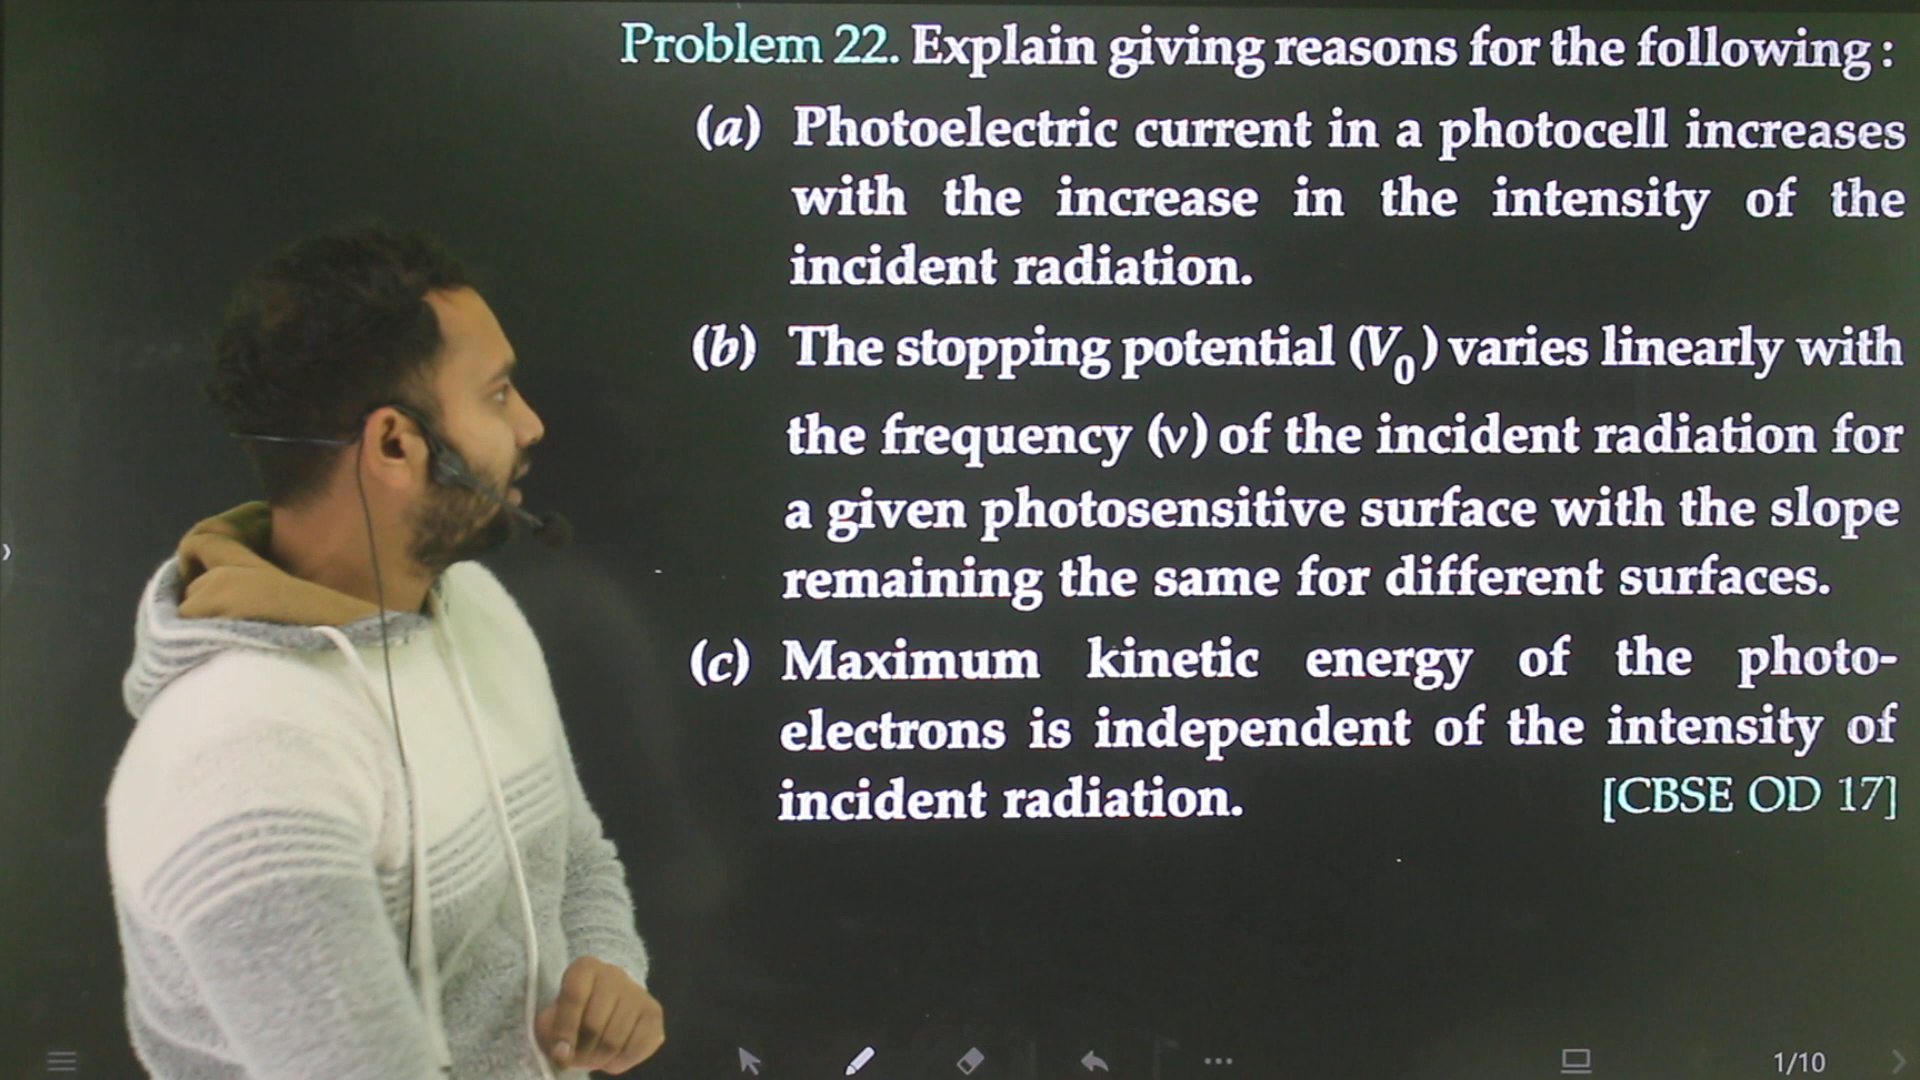 Problem 22. Explain giving reasons for the following :
(a) Photoelectric current in a photocell increases
with the increase in the intensity of the
incident radiation.
(b) The stopping potential (V₀) varies linearly with
the frequency (ν) of the incident radiation for
a given photosensitive surface with the slope
remaining the same for different surfaces.
(c) Maximum kinetic energy of the photo-
electrons is independent of the intensity of
incident radiation. [CBSE OD 17]
1/10